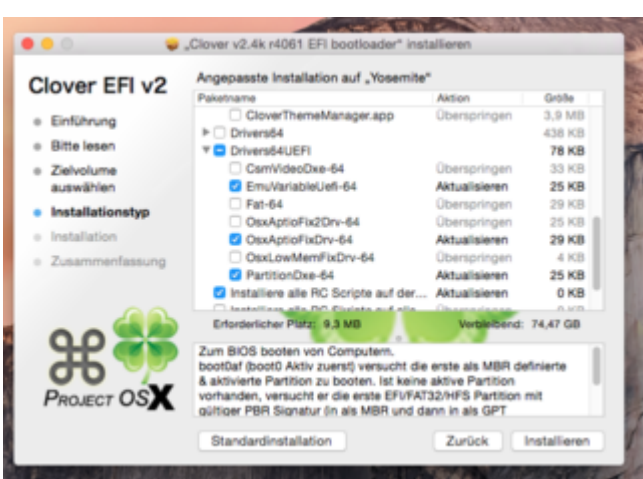 „Clover v2.4k r4061 EFI bootloader“ installieren
Clover EFI v2
Einführung
Bitte lesen
Zielvolume
auswählen
Installationstyp
Installation
Zusammenfassung
PROJECT OSX
Angepasste Installation auf „Yosemite“
Paketname Aktion Größe
CloverThemeManager.app Überspringen 3,9 MB
Drivers64 438 KB
Drivers64UEFI 78 KB
CsmVideoDxe-64 Überspringen 33 KB
EmuVariableUefi-64 Aktualisieren 25 KB
Fat-64 Überspringen 29 KB
OsxAptioFix2Drv-64 Überspringen 25 KB
OsxAptioFixDrv-64 Aktualisieren 29 KB
OsxLowMemFixDrv-64 Überspringen 4 KB
PartitionDxe-64 Aktualisieren 25 KB
Installiere alle RC Scripte auf der... Aktualisieren 0 KB
Erforderlicher Platz: 9,3 MB Verbleibend: 74,47 GB
Zum BIOS booten von Computern.
boot0af (boot0 Aktiv zuerst) versucht die erste als MBR definierte
& aktivierte Partition zu booten. Ist keine aktive Partition
vorhanden, versucht er die erste EFI/FAT32/HFS Partition mit
gültiger PBR Signatur (in als MBR und dann in als GPT
Standardinstallation Zurück Installieren